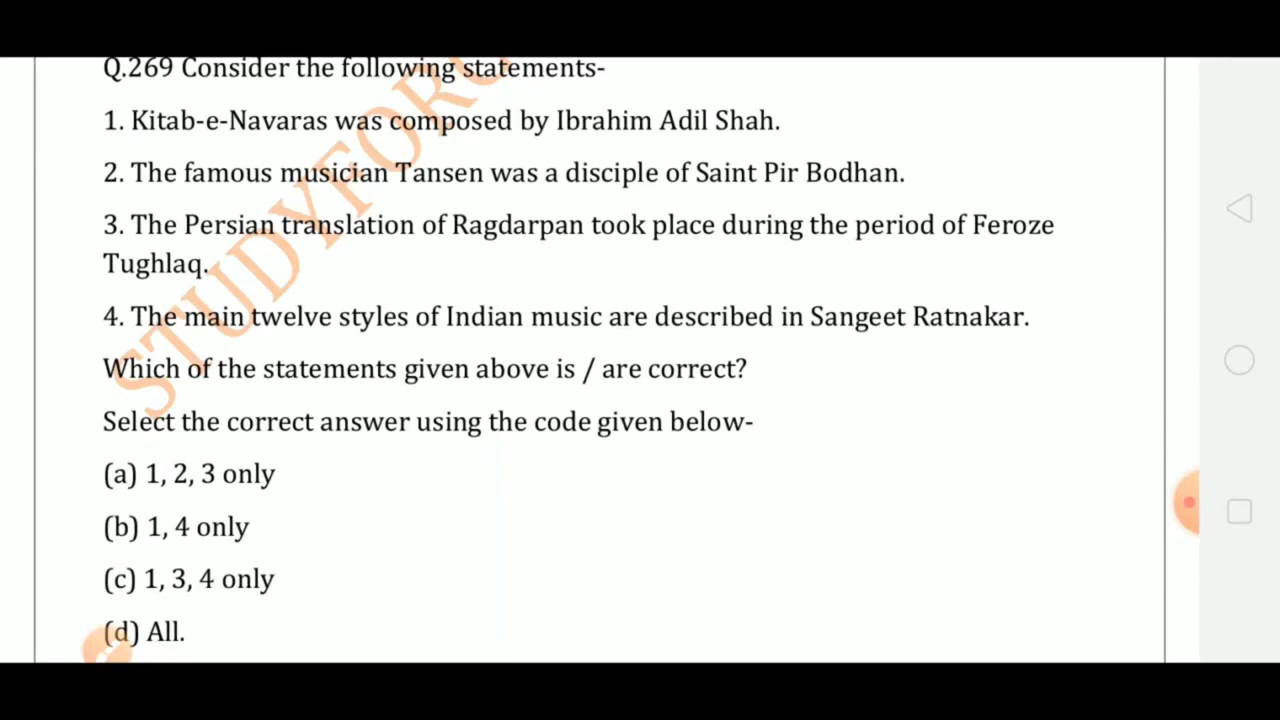 Q.269 Consider the following statements-
1. Kitab-e-Navaras was composed by Ibrahim Adil Shah.
2. The famous musician Tansen was a disciple of Saint Pir Bodhan.
3. The Persian translation of Ragdarpan took place during the period of Feroze
Tughlaq.
4. The main twelve styles of Indian music are described in Sangeet Ratnakar.
Which of the statements given above is / are correct?
Select the correct answer using the code given below-
(a) 1, 2, 3 only
(b) 1, 4 only
(c) 1, 3, 4 only
(d) All.
STUDYFOR